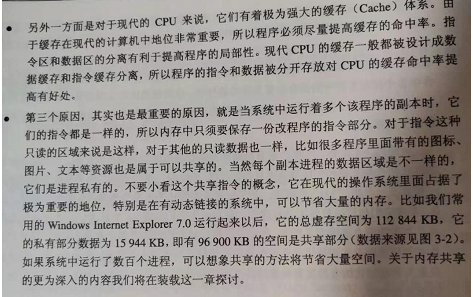 ● 另外一方面是对于现代的 CPU 来说，它们有着极为强大的缓存（Cache）体系。由
于缓存在现代的计算机中地位非常重要，所以程序必须尽量提高缓存的命中率。指
令区和数据区的分离有利于提高程序的局部性。现代 CPU 的缓存一般都被设计成数
据缓存和指令缓存分离，所以程序的指令和数据被分开存放对 CPU 的缓存命中率提
高有好处。
● 第三个原因，其实也是最重要的原因，就是当系统中运行着多个该程序的副本时，它
们的指令都是一样的，所以内存中只须要保存一份改程序的指令部分。对于指令这种
只读的区域来说是这样，对于其他的只读数据也一样，比如很多程序里面带有的图标、
图片、文本等资源也是属于可以共享的。当然每个副本进程的数据区域是不一样的，
它们是进程私有的。不要小看这个共享指令的概念，它在现代的操作系统里面占据了
极为重要的地位，特别是在有动态链接的系统中，可以节省大量的内存。比如我们常
用的 Windows Internet Explorer 7.0 运行起来以后，它的总虚存空间为 112 844 KB，它
的私有部分数据为 15 944 KB，即有 96 900 KB 的空间是共享部分（数据来源见图 3-2）。
如果系统中运行了数百个进程，可以想象共享的方法将节省大量空间。关于内存共享
的更为深入的内容我们将在装载这一章探讨。